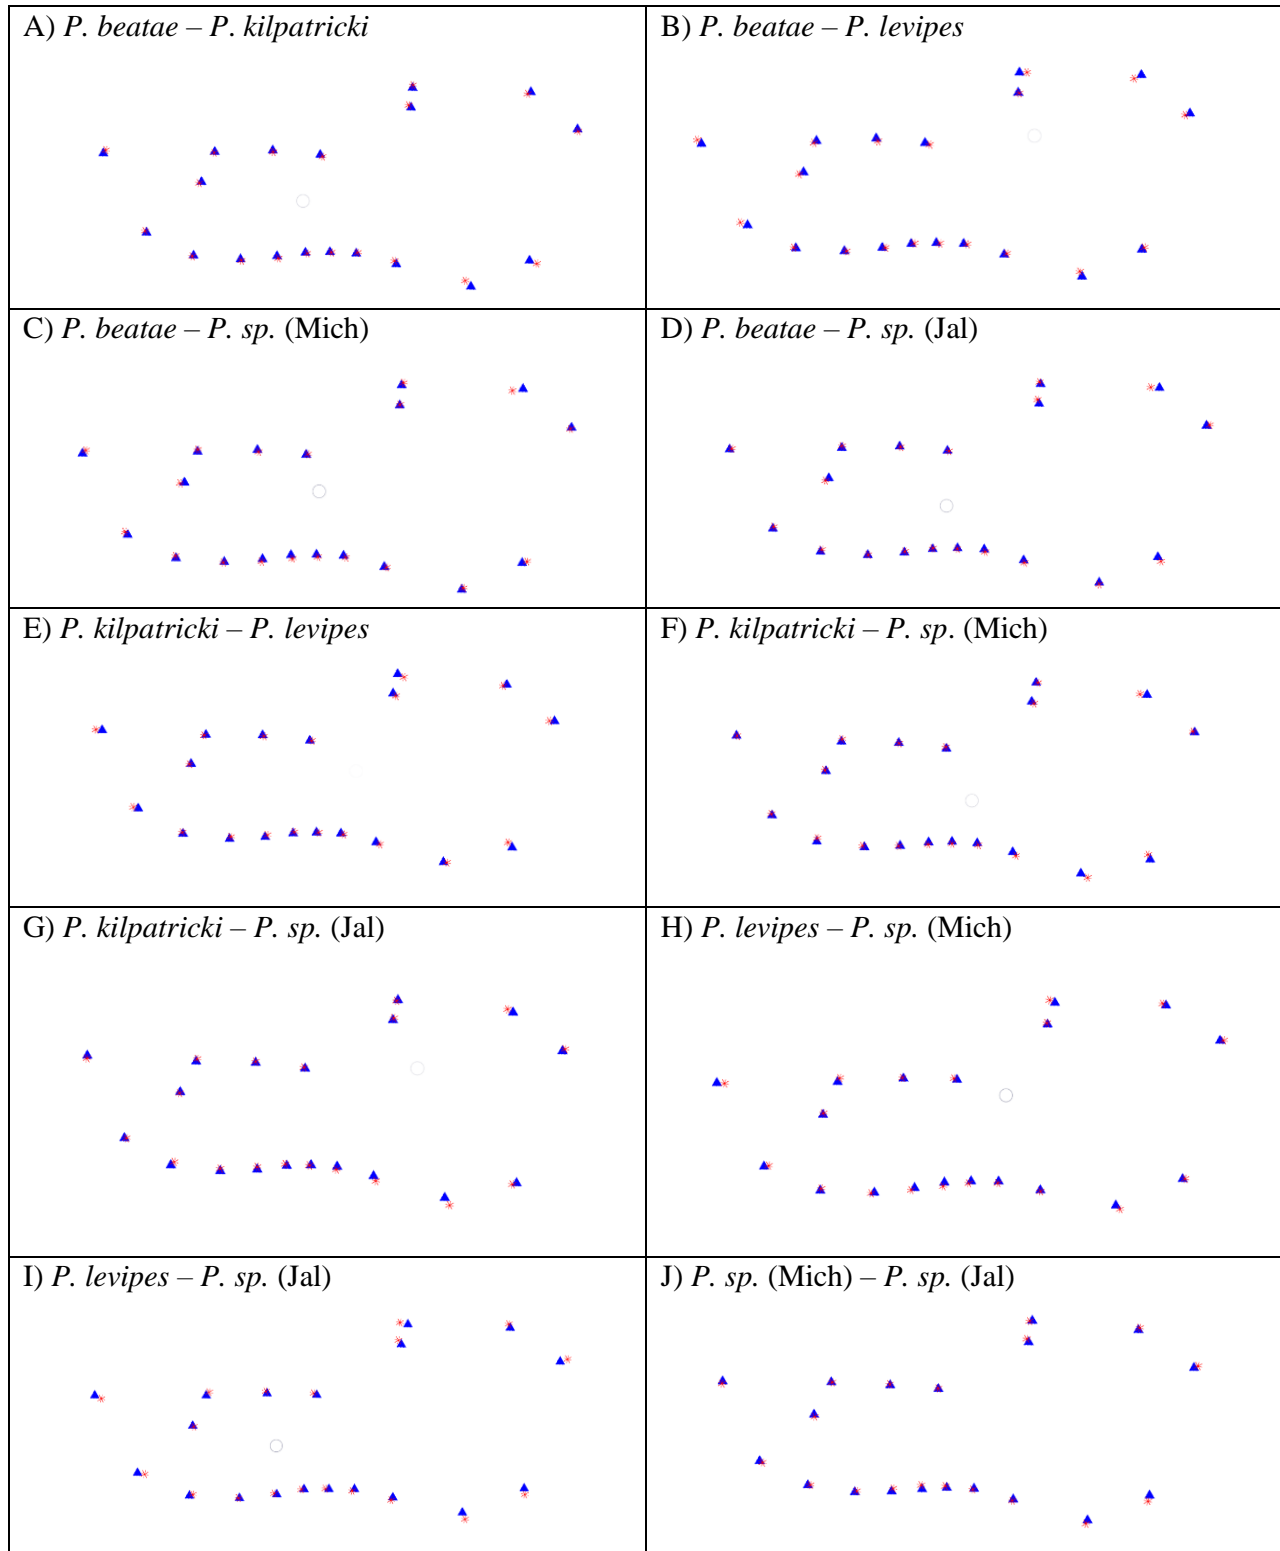 A) P. beatae – P. kilpatricki
B) P. beatae – P. levipes
C) P. beatae – P. sp. (Mich)
D) P. beatae – P. sp. (Jal)
E) P. kilpatricki – P. levipes
F) P. kilpatricki – P. sp. (Mich)
G) P. kilpatricki – P. sp. (Jal)
H) P. levipes – P. sp. (Mich)
I) P. levipes – P. sp. (Jal)
J) P. sp. (Mich) – P. sp. (Jal)